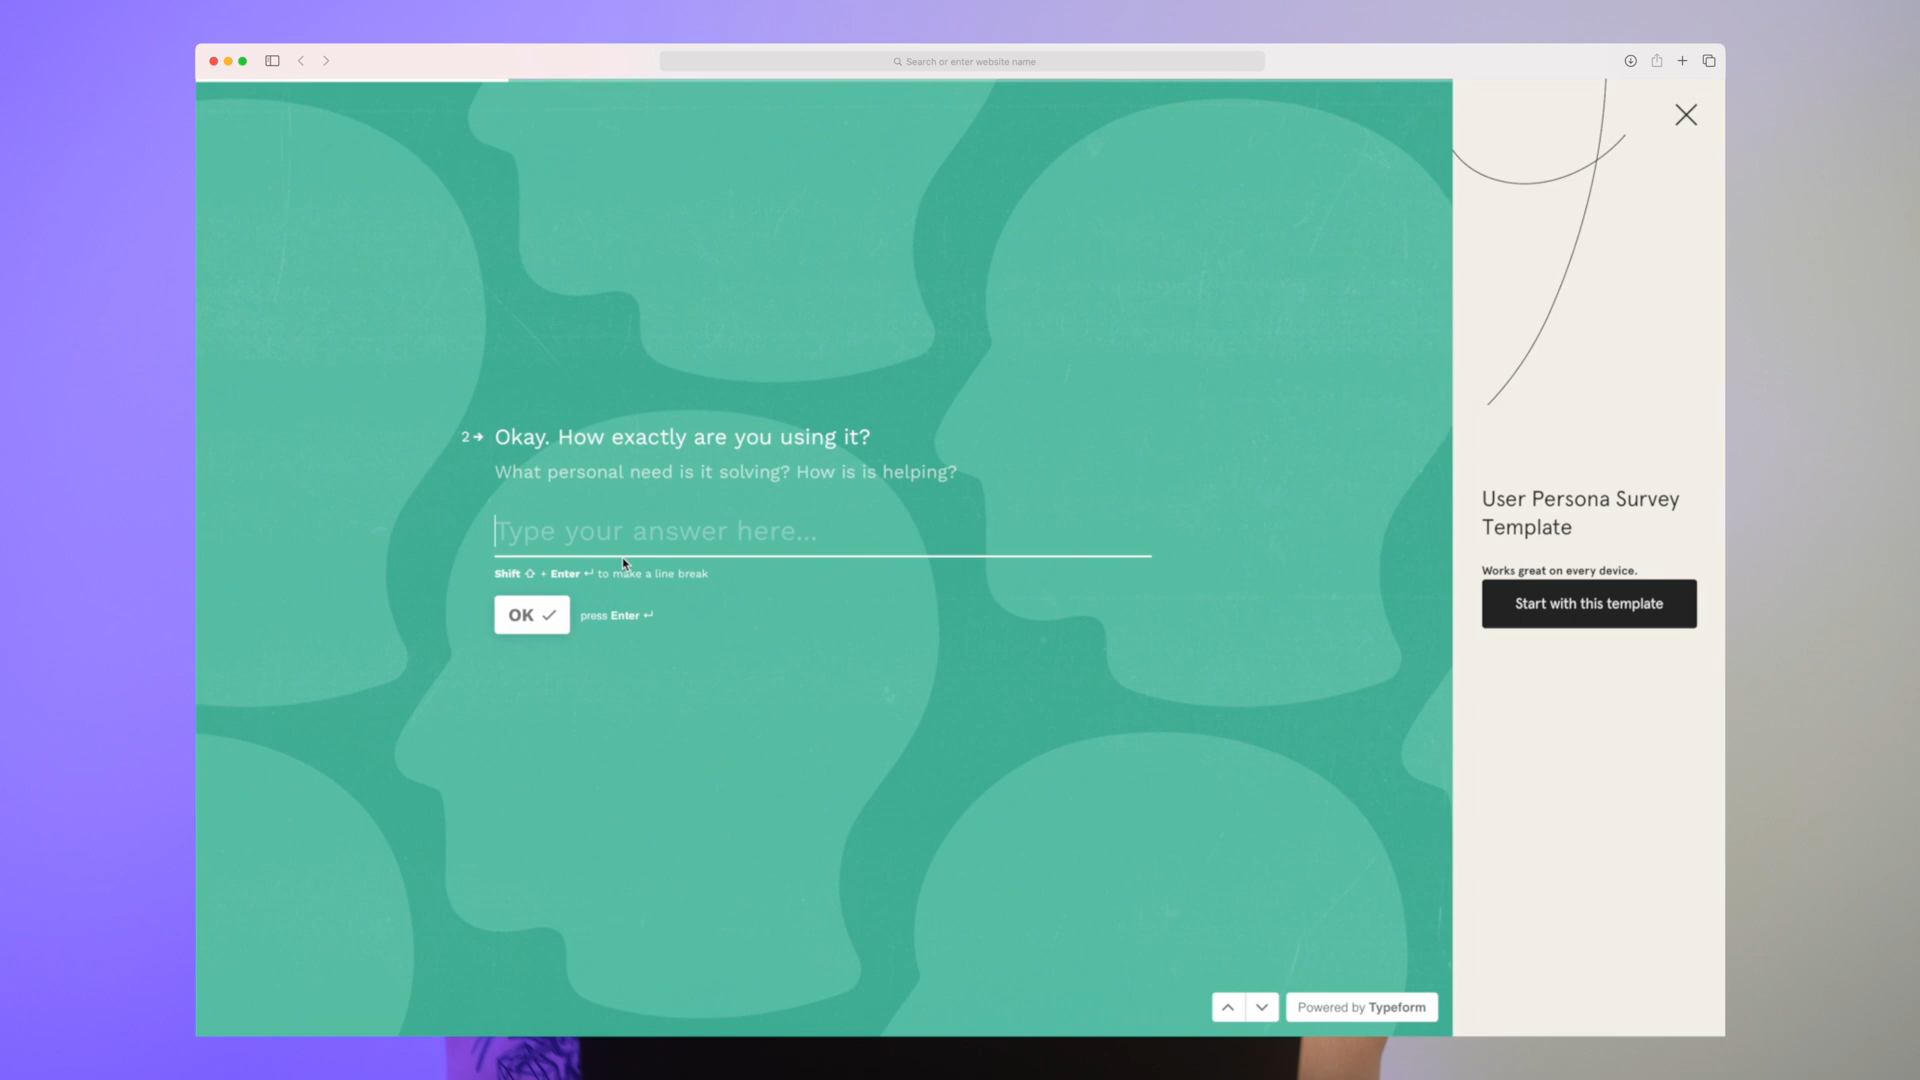 Search or enter website name
2→ Okay. How exactly are you using it?
What personal need is it solving? How is is helping?
Type your answer here...
Shift ⇧ + Enter ↵ to make a line break
OK ✓ press Enter ↵
User Persona Survey
Template
Works great on every device.
Start with this template
Powered by Typeform